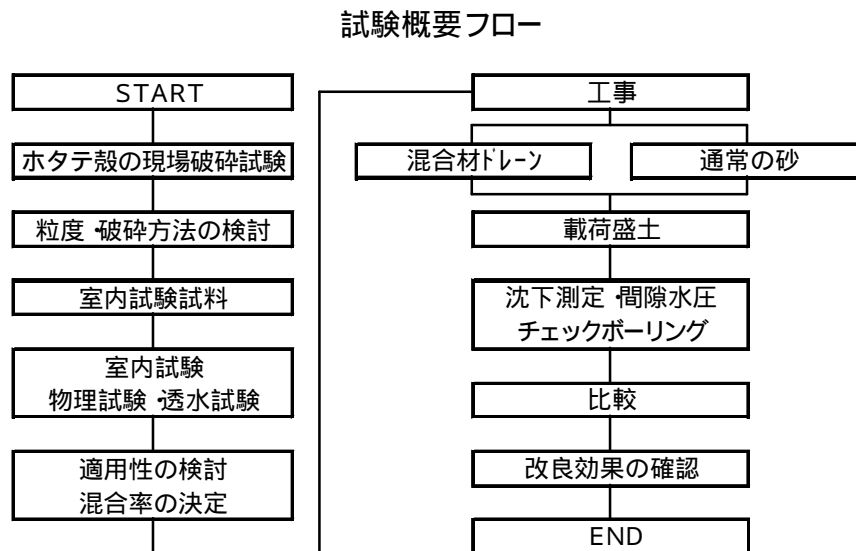 試験概要フロー
START
ホタテ殻の現場破砕試験
粒度・破砕方法の検討
室内試験試料
室内試験
物理試験・透水試験
適用性の検討
混合率の決定
工事
混合材ﾄﾞﾚｰﾝ
通常の砂
載荷盛土
沈下測定・間隙水圧
チェックボーリング
比較
改良効果の確認
END